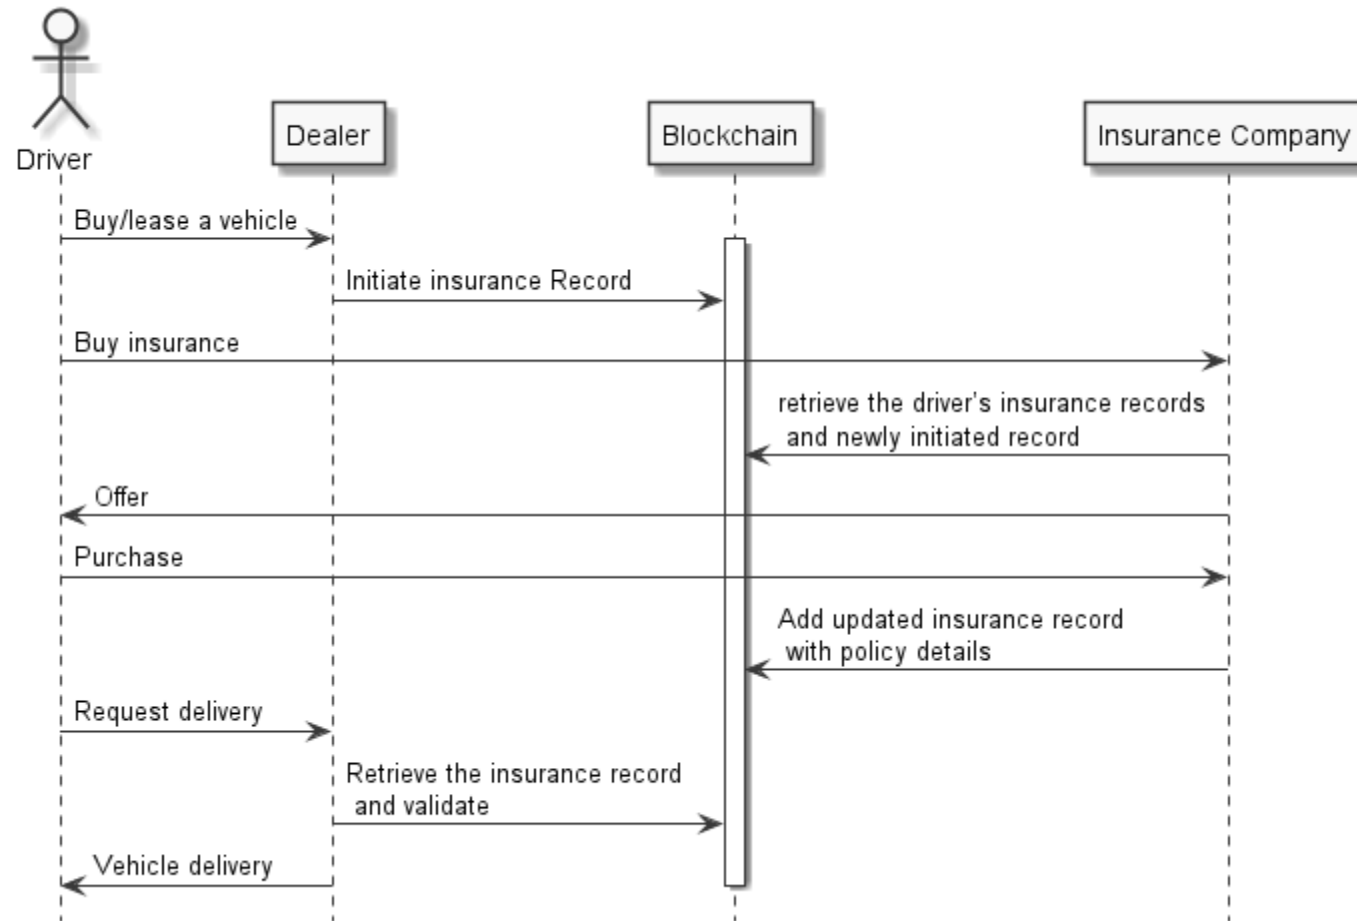 Driver
Dealer
Blockchain
Insurance Company
Buy/lease a vehicle
Initiate insurance Record
Buy insurance
retrieve the driver's insurance records
and newly initiated record
Offer
Purchase
Add updated insurance record
with policy details
Request delivery
Retrieve the insurance record
and validate
Vehicle delivery